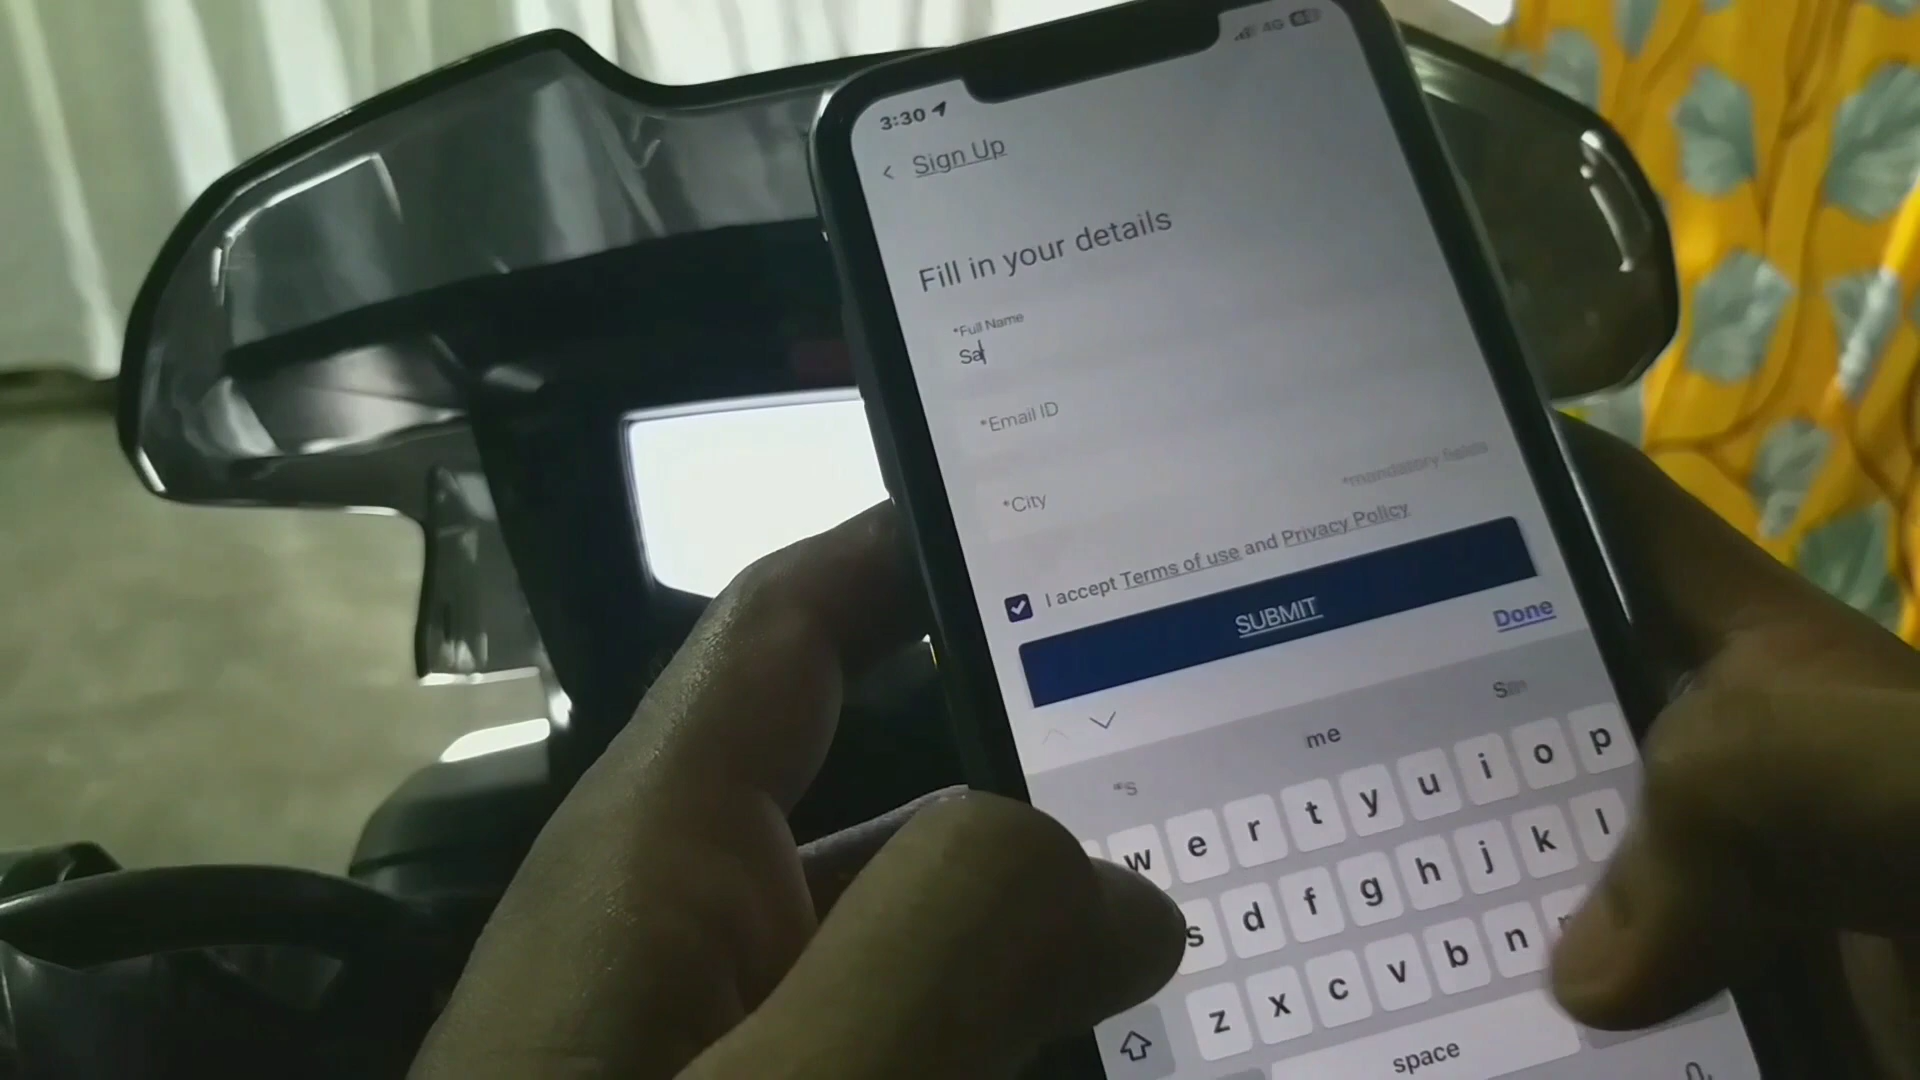 3:30
4G
< Sign Up
Fill in your details
*Full Name
Sa
*Email ID
*City
*mandatory fields
I accept Terms of use and Privacy Policy
SUBMIT
Done
me
w e r t y u i o p
s d f g h j k l
z x c v b n
space